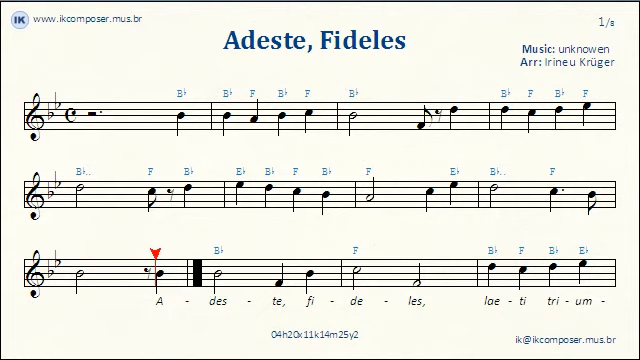 IK www.ikcomposer.mus.br
1/8
Adeste, Fideles
Music: unknowen
Arr: Irineu Krüger
B♭ B♭ F B♭ F B♭ B♭ F B♭ F
B♭.. F B♭ E♭ B♭ F B♭ F E♭ B♭.. F B♭
B♭ F B♭ F B♭ E♭
A - des - te, fi - de - les, lae - ti tri - um -
04h20x11k14m25y2
ik@ikcomposer.mus.br